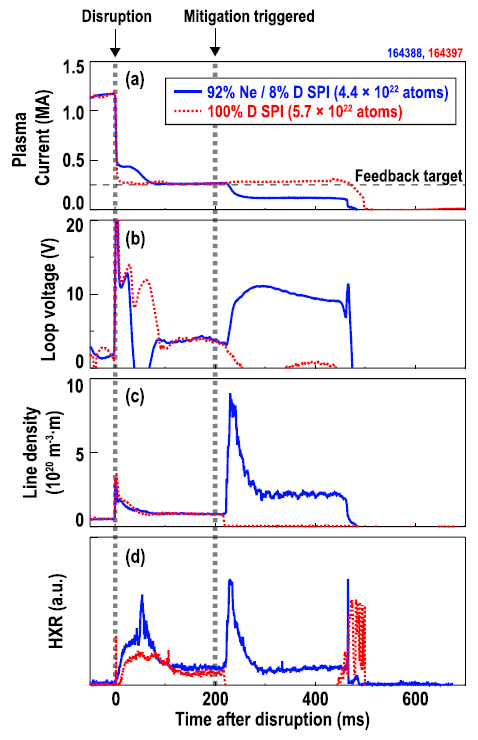 Disruption Mitigation triggered
164388, 164397
(a)
92% Ne / 8% D SPI (4.4 × 10²² atoms)
100% D SPI (5.7 × 10²² atoms)
Feedback target
Plasma
Current (MA)
1.5
1.0
0.5
0.0
(b)
Loop voltage (V)
20
10
0
(c)
Line density
(10²⁰ m⁻³·m)
10
5
0
(d)
HXR (a.u.)
0 200 400 600
Time after disruption (ms)